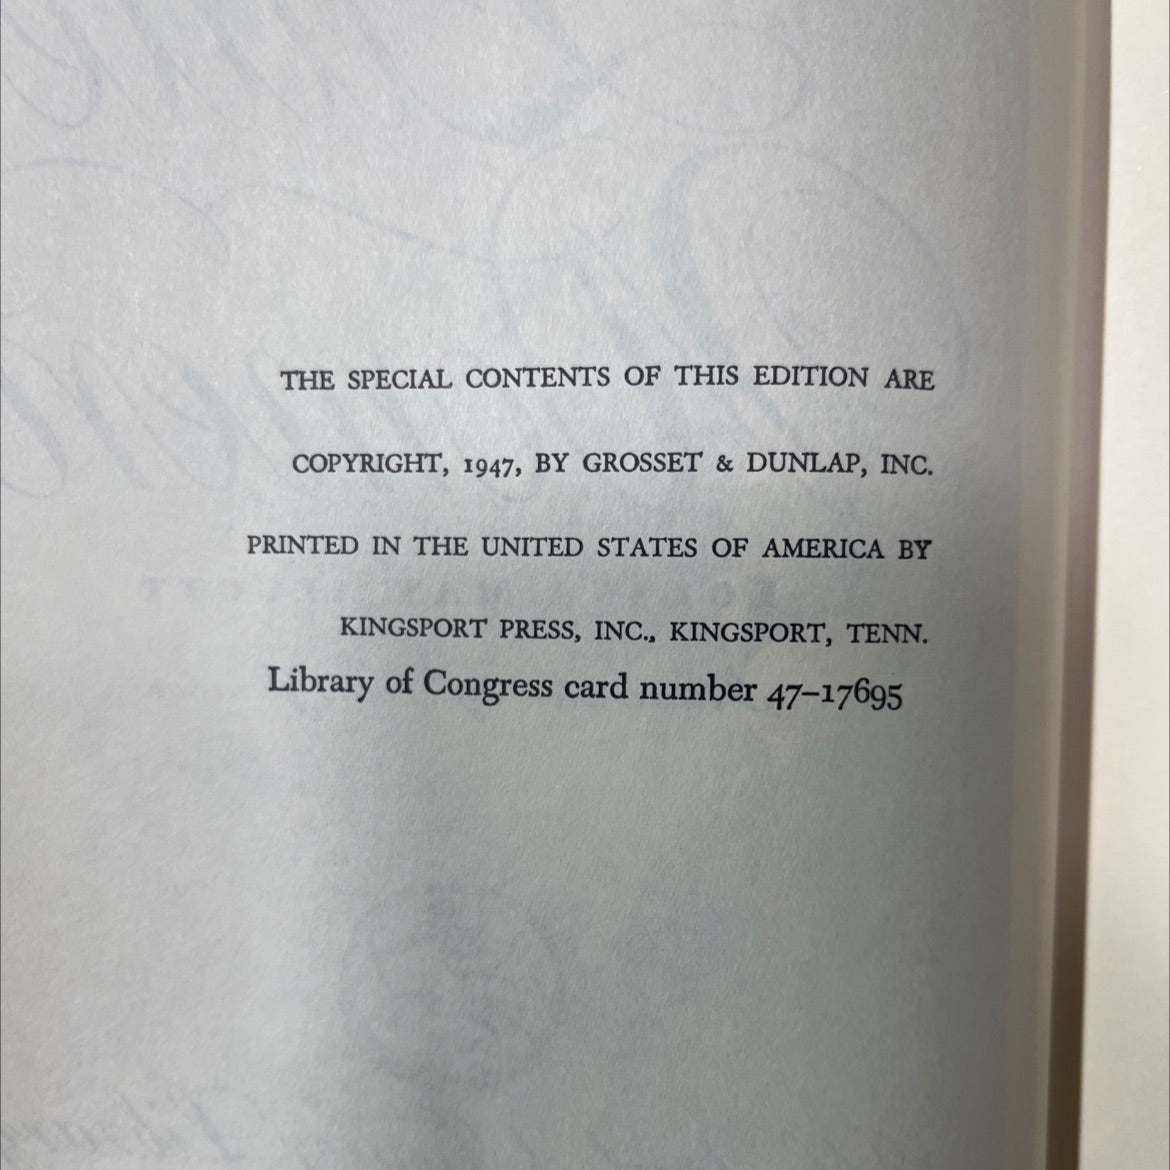 THE SPECIAL CONTENTS OF THIS EDITION ARE
COPYRIGHT, 1947, BY GROSSET & DUNLAP, INC.
PRINTED IN THE UNITED STATES OF AMERICA BY
KINGSPORT PRESS, INC., KINGSPORT, TENN.
Library of Congress card number 47–17695